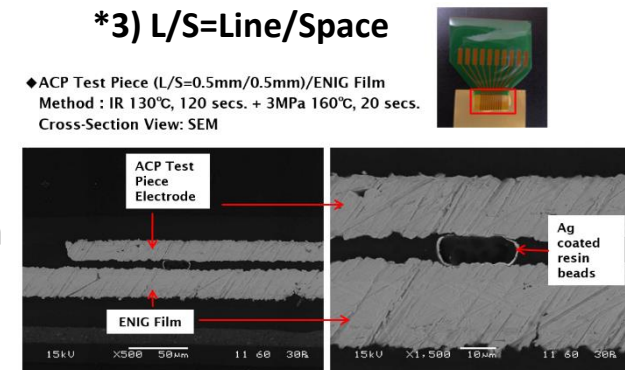 *3) L/S=Line/Space
◆ACP Test Piece (L/S=0.5mm/0.5mm)/ENIG Film
Method : IR 130℃, 120 secs. + 3MPa 160℃, 20 secs.
Cross-Section View: SEM
ACP Test
Piece
Electrode
ENIG Film
Ag
coated
resin
beads
15kV X500 50μm 11 60 30Pa
15kV X1,500 10μm 11 60 30Pa